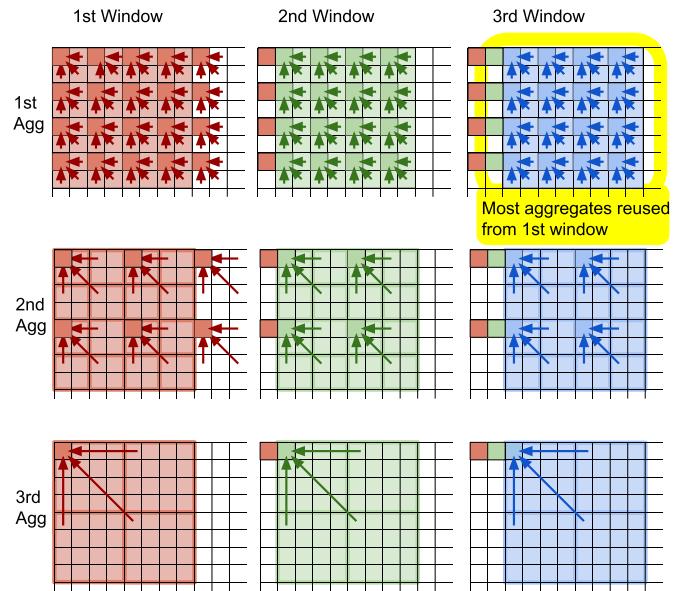 1st Window
2nd Window
3rd Window
1st
Agg
Most aggregates reused
from 1st window
2nd
Agg
3rd
Agg